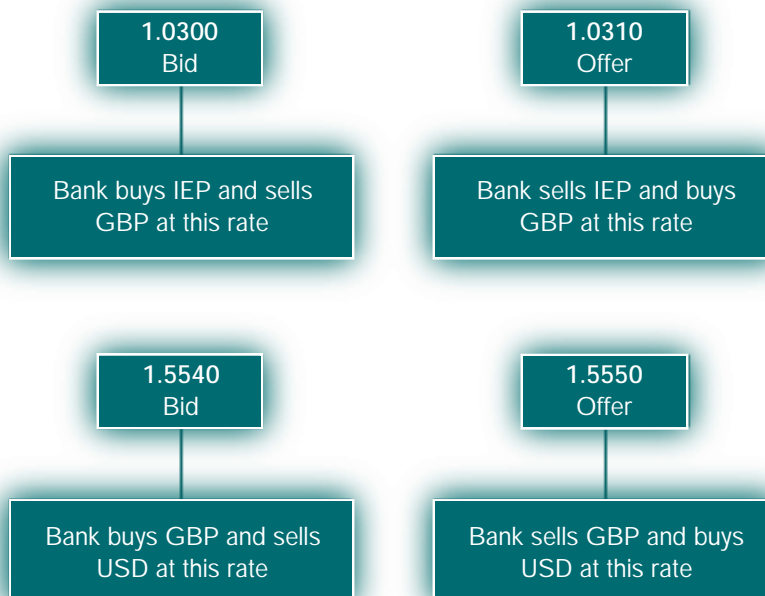 1.0300
Bid
1.0310
Offer
Bank buys IEP and sells
GBP at this rate
Bank sells IEP and buys
GBP at this rate
1.5540
Bid
1.5550
Offer
Bank buys GBP and sells
USD at this rate
Bank sells GBP and buys
USD at this rate